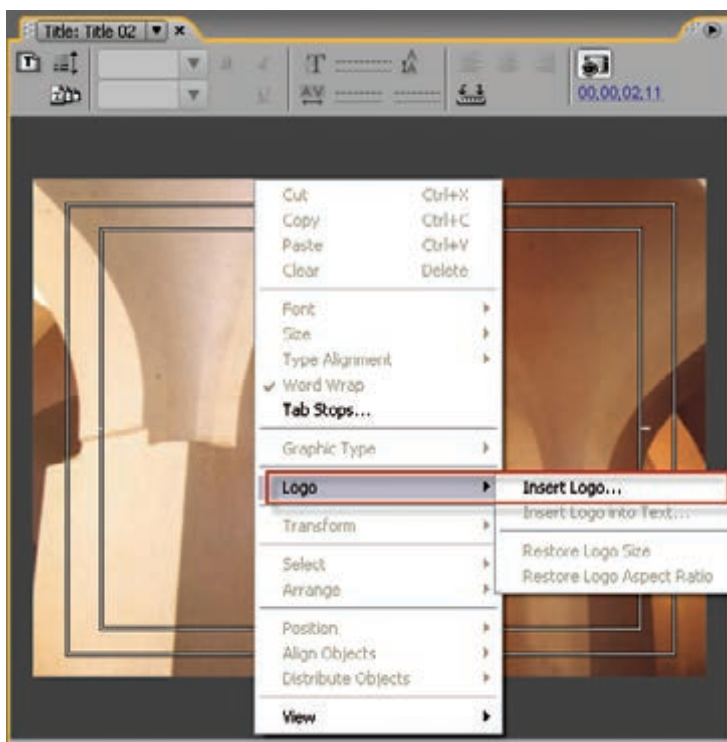 Title: Title 02
00,00,02,11
Cut Ctrl+X
Copy Ctrl+C
Paste Ctrl+V
Clear Delete
Font
Size
Type Alignment
Word Wrap
Tab Stops...
Graphic Type
Logo
Insert Logo...
Insert Logo into Text...
Transform
Restore Logo Size
Select
Restore Logo Aspect Ratio
Arrange
Position
Align Objects
Distribute Objects
View